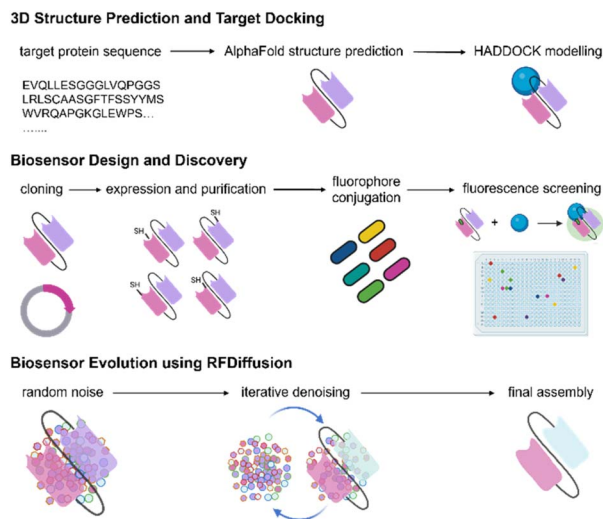 3D Structure Prediction and Target Docking
target protein sequence AlphaFold structure prediction HADDOCK modelling
EVQLLESGGGLVQPGGS
LRLSCAASGFTFSSYYMS
WVRQAPGKGLEWPS...
.......
Biosensor Design and Discovery
cloning expression and purification fluorophore conjugation fluorescence screening
SH SH
SH SH
+
Biosensor Evolution using RFDiffusion
random noise iterative denoising final assembly